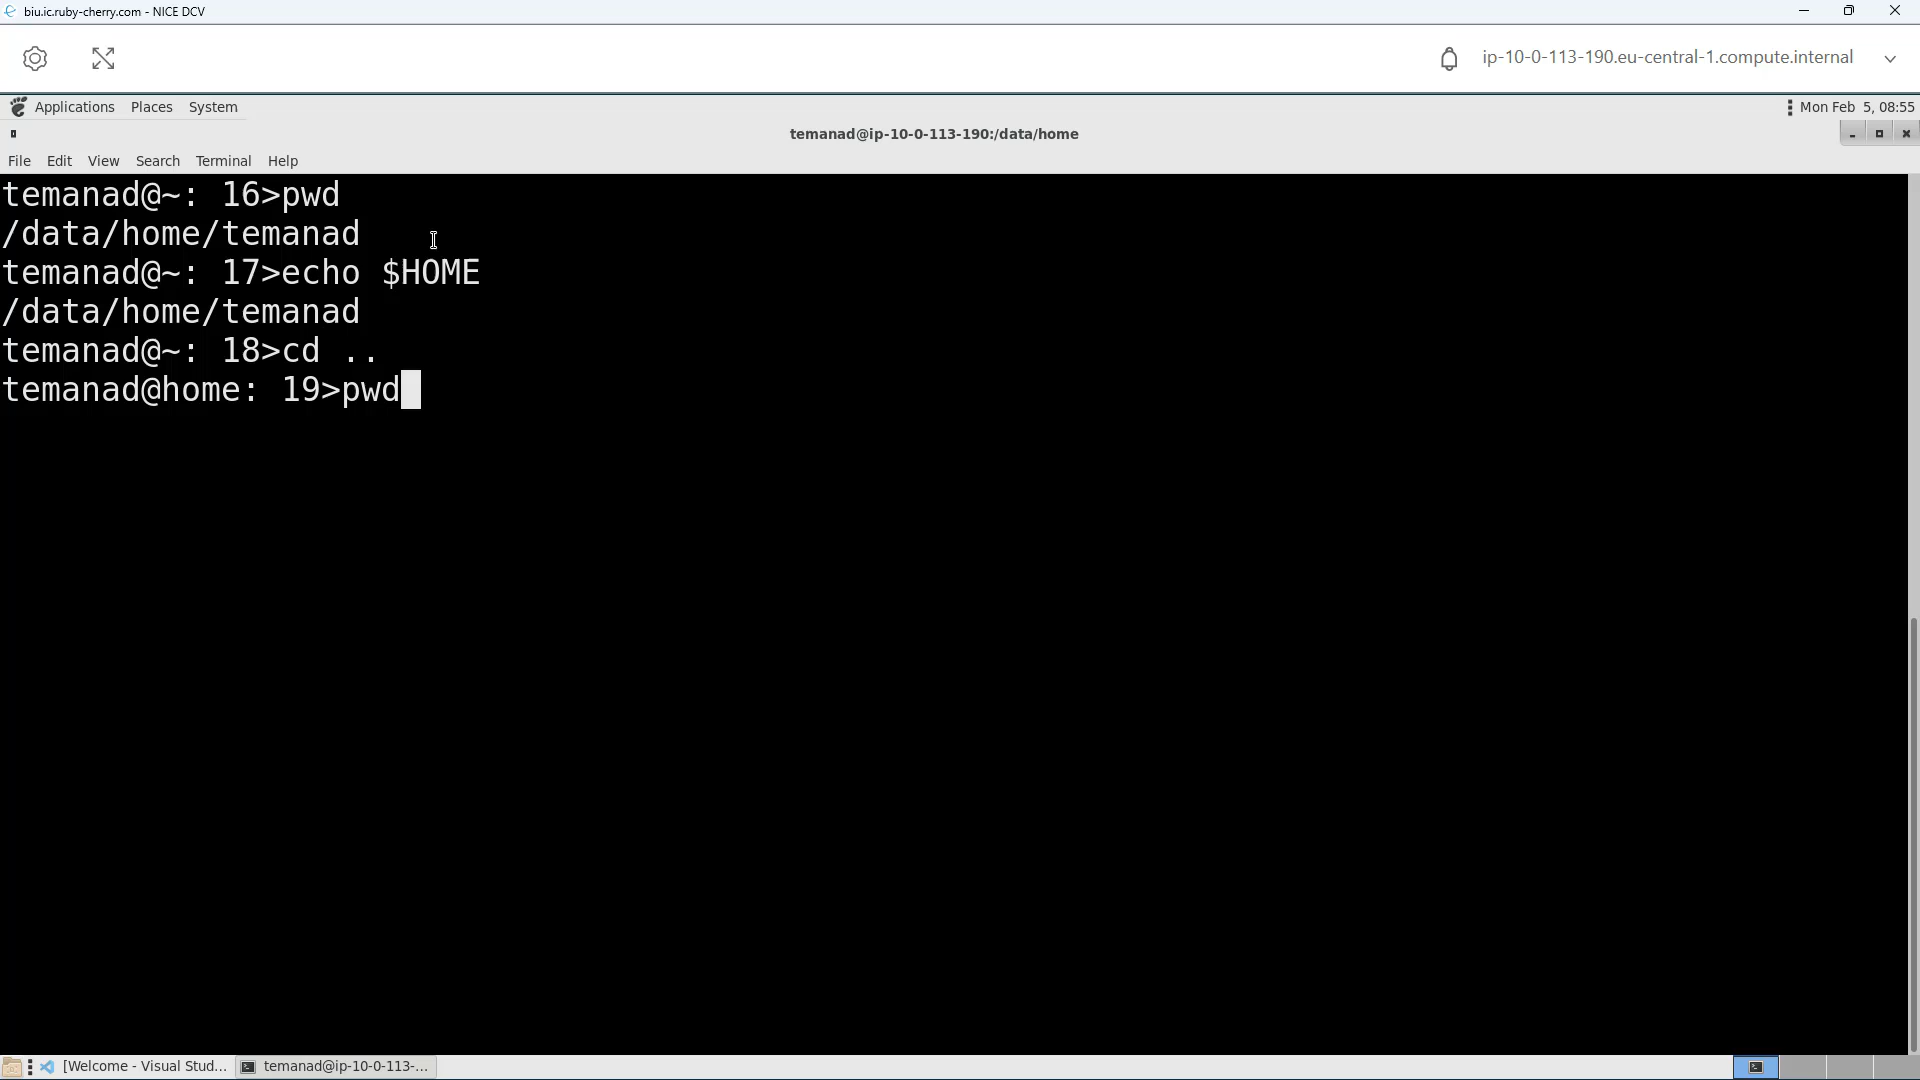 biu.ic.ruby-cherry.com - NICE DCV
ip-10-0-113-190.eu-central-1.compute.internal
Applications Places System
Mon Feb 5, 08:55
temanad@ip-10-0-113-190:/data/home
File Edit View Search Terminal Help
temanad@~: 16>pwd
/data/home/temanad
temanad@~: 17>echo $HOME
/data/home/temanad
temanad@~: 18>cd ..
temanad@home: 19>pwd
[Welcome - Visual Stud...
temanad@ip-10-0-113-...